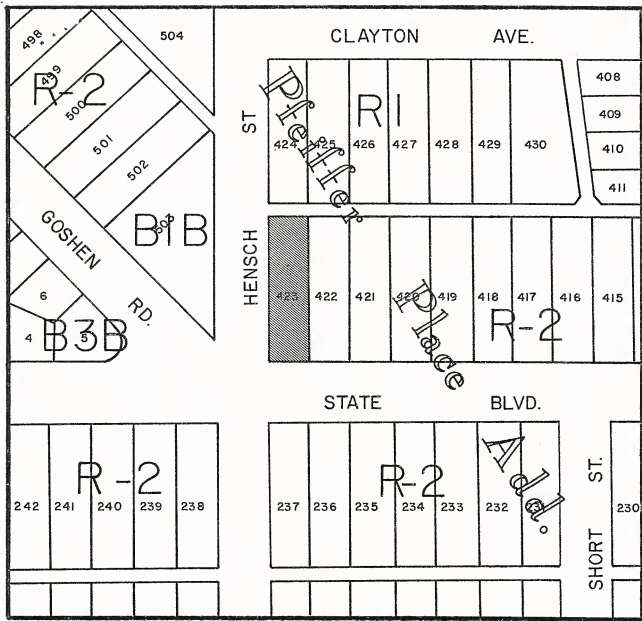 498
504
CLAYTON AVE.
R-2
499
408
500
R1
409
ST
501
424 425 426 427 428 429 430
410
502
411
503
B1B
GOSHEN RD.
HENSCH
6
423 422 421 420 419 418 417 416 415
R-2
4
5
B3B
Pfeiffer Place Add.
STATE BLVD.
R-2
R-2
242 241 240 239 238
237 236 235 234 233 232 231
230
SHORT ST.